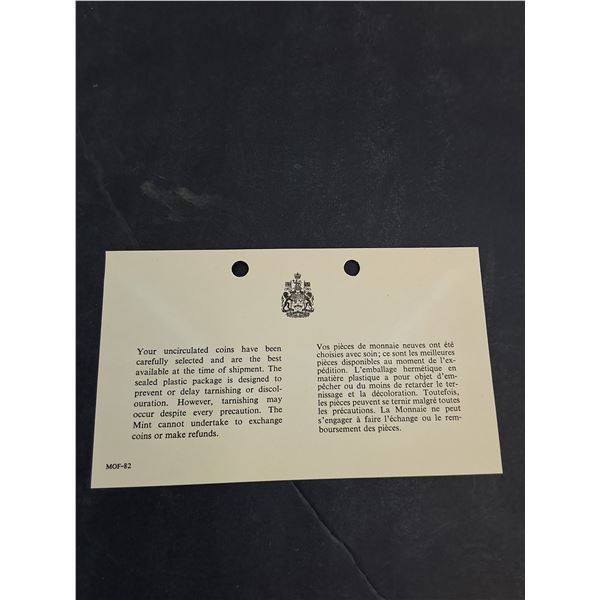 Your uncirculated coins have been
carefully selected and are the best
available at the time of shipment. The
sealed plastic package is designed to
prevent or delay tarnishing or discol-
ouration. However, tarnishing may
occur despite every precaution. The
Mint cannot undertake to exchange
coins or make refunds.
Vos pièces de monnaie neuves ont été
choisies avec soin; ce sont les meilleures
pièces disponibles au moment de l'ex-
pédition. L'emballage hermétique en
matière plastique a pour objet d'em-
pêcher ou du moins de retarder le ter-
nissage et la décoloration. Toutefois,
les pièces peuvent se ternir malgré toutes
les précautions. La Monnaie ne peut
s'engager à faire l'échange ou le rem-
boursement des pièces.
MOF-82